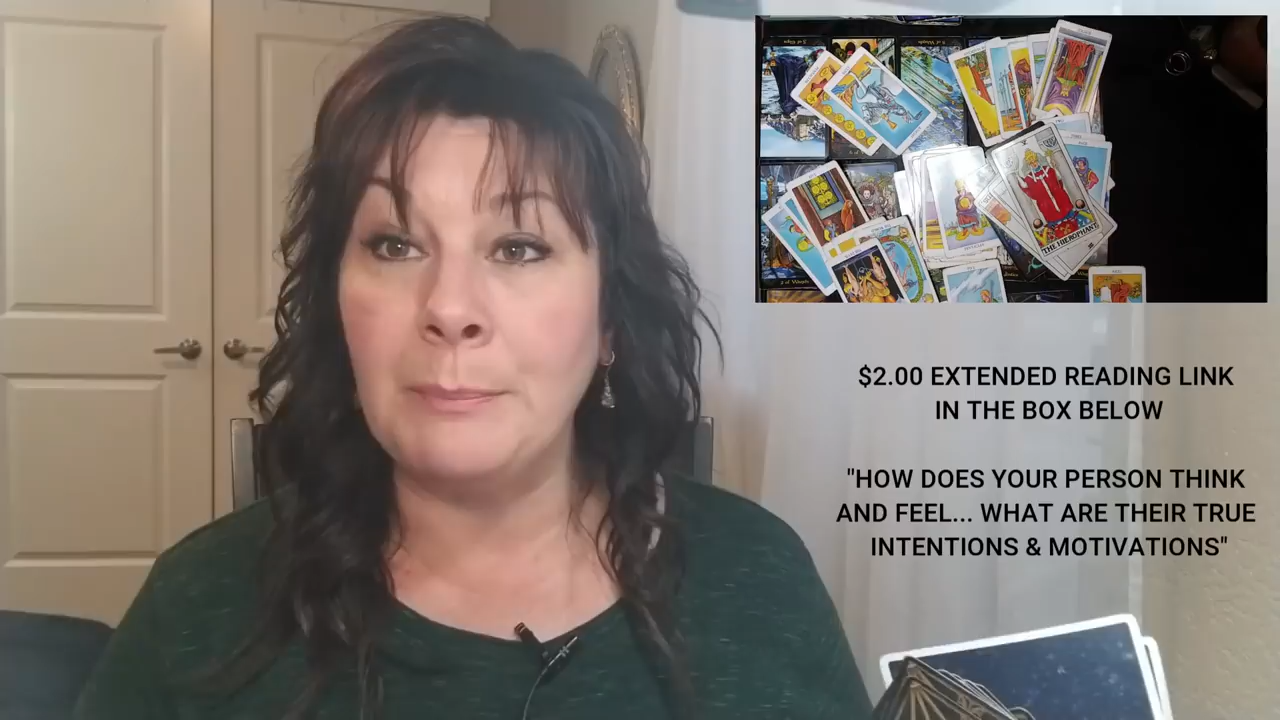 THE HIEROPHANT
$2.00 EXTENDED READING LINK
IN THE BOX BELOW
"HOW DOES YOUR PERSON THINK
AND FEEL... WHAT ARE THEIR TRUE
INTENTIONS & MOTIVATIONS"